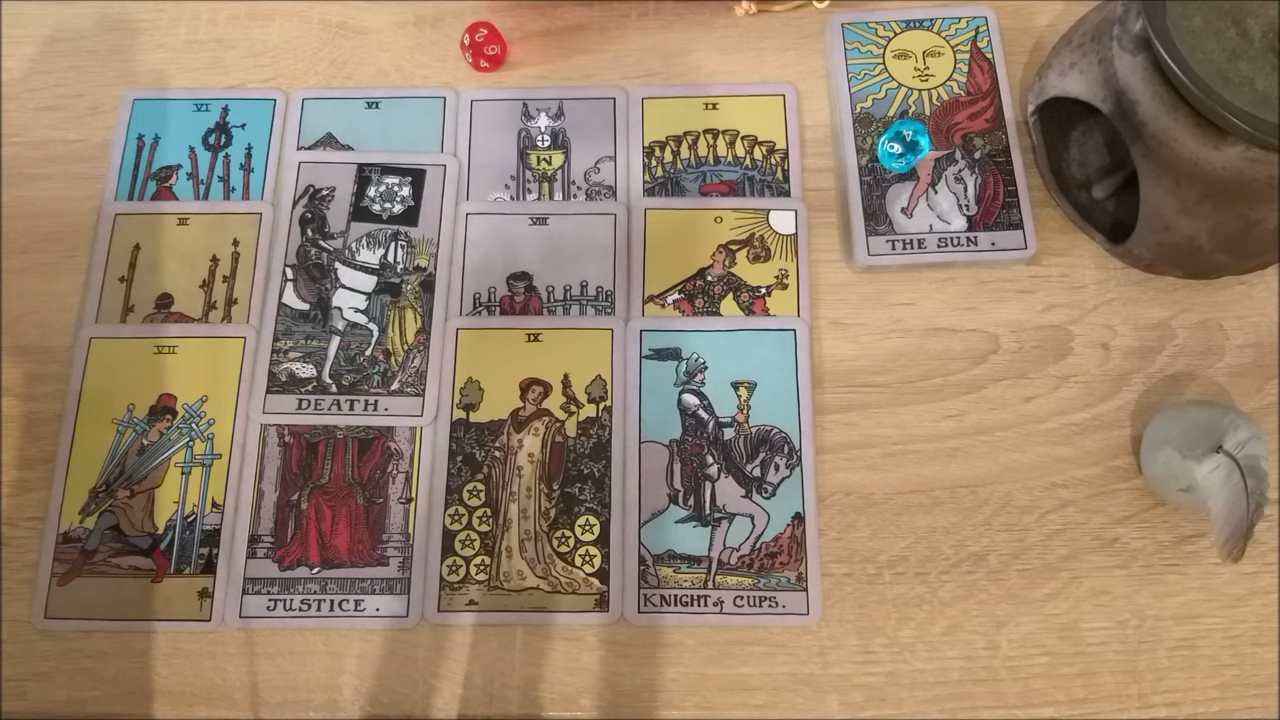 VI
VI
IX
XIX
THE SUN .
III
XIII
VIII
0
DEATH.
VII
IX
JUSTICE .
KNIGHT of CUPS.